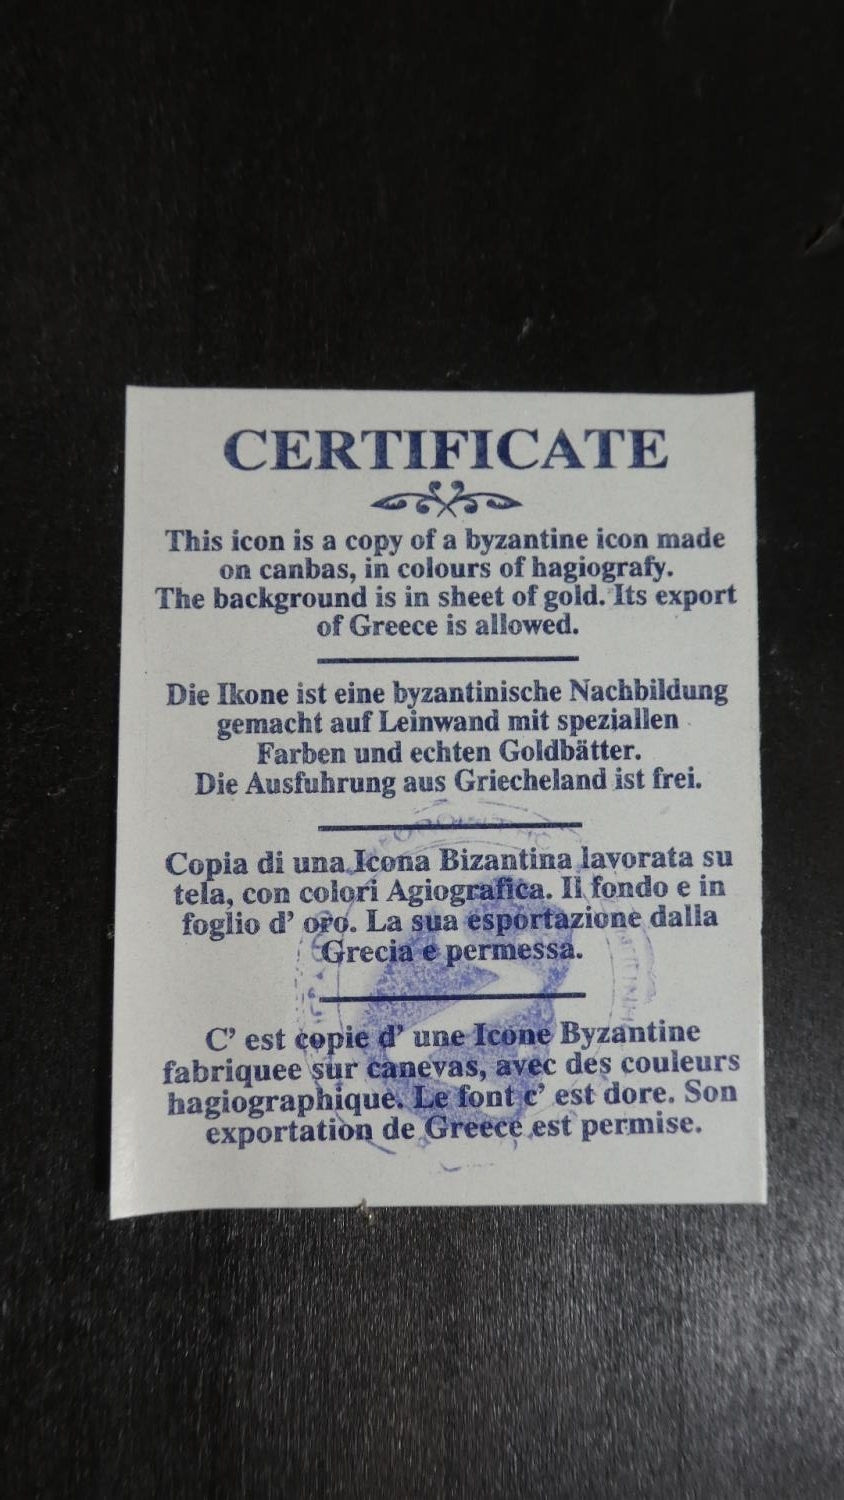 CERTIFICATE
This icon is a copy of a byzantine icon made
on canbas, in colours of hagiografy.
The background is in sheet of gold. Its export
of Greece is allowed.
Die Ikone ist eine byzantinische Nachbildung
gemacht auf Leinwand mit speziallen
Farben und echten Goldbätter.
Die Ausfuhrung aus Griecheland ist frei.
Copia di una Icona Bizantina lavorata su
tela, con colori Agiografica. Il fondo e in
foglio d' oro. La sua esportazione dalla
Grecia e permessa.
C' est copie d' une Icone Byzantine
fabriquee sur canevas, avec des couleurs
hagiographique. Le font c' est dore. Son
exportation de Greece est permise.